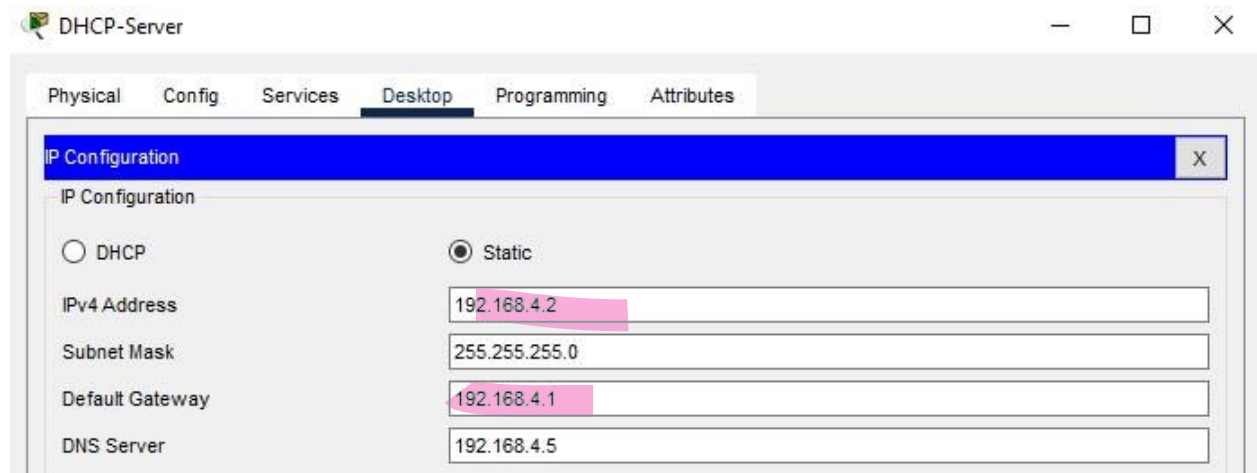 DHCP-Server
Physical Config Services Desktop Programming Attributes
IP Configuration X
IP Configuration
DHCP Static
IPv4 Address 192.168.4.2
Subnet Mask 255.255.255.0
Default Gateway 192.168.4.1
DNS Server 192.168.4.5